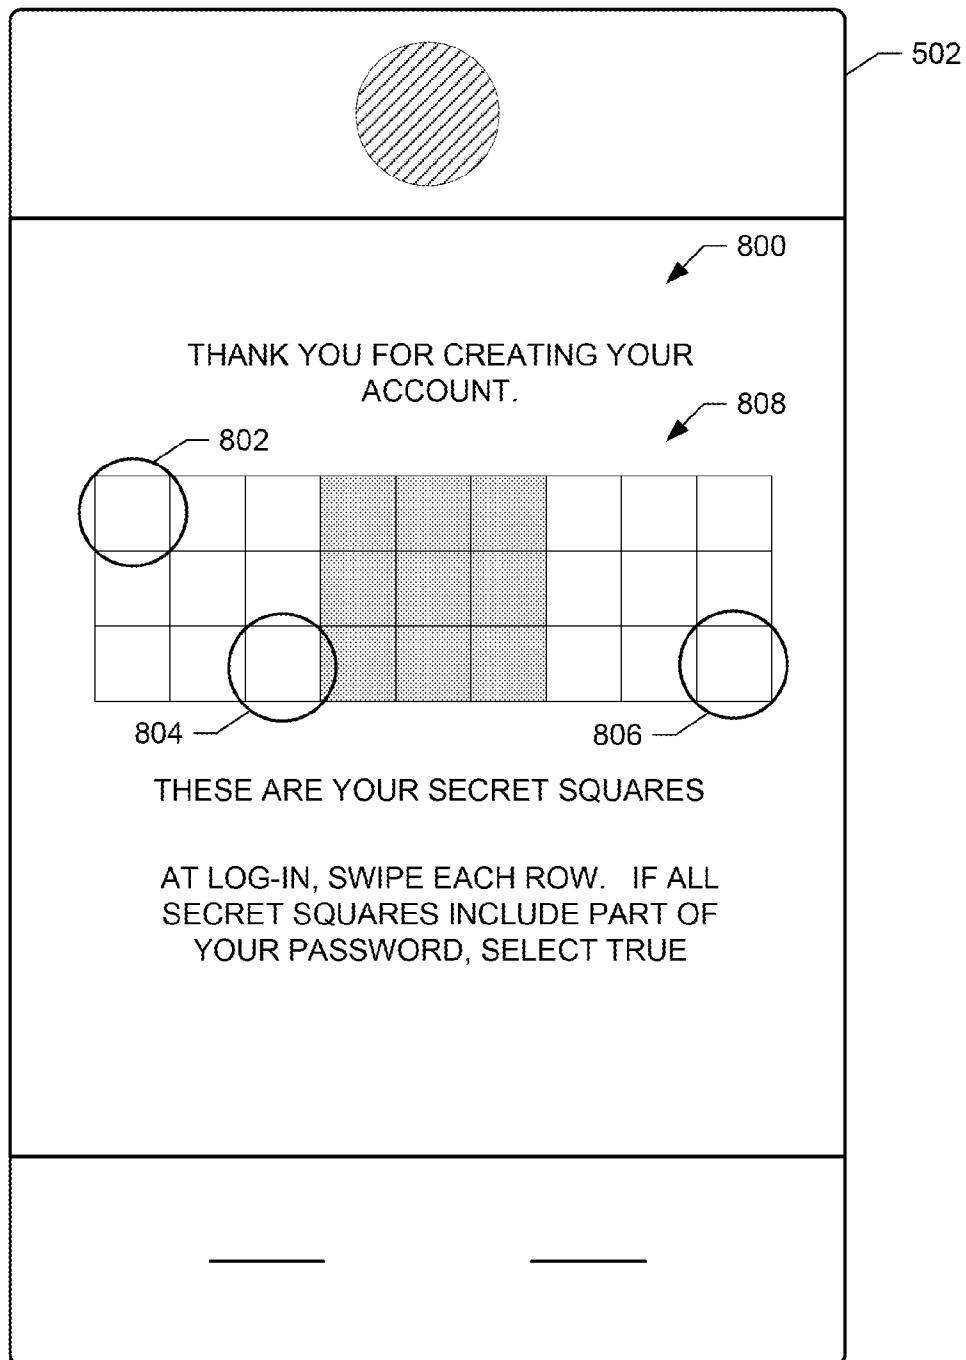 502
800
THANK YOU FOR CREATING YOUR
ACCOUNT.
808
802
804
806
THESE ARE YOUR SECRET SQUARES
AT LOG-IN, SWIPE EACH ROW. IF ALL
SECRET SQUARES INCLUDE PART OF
YOUR PASSWORD, SELECT TRUE